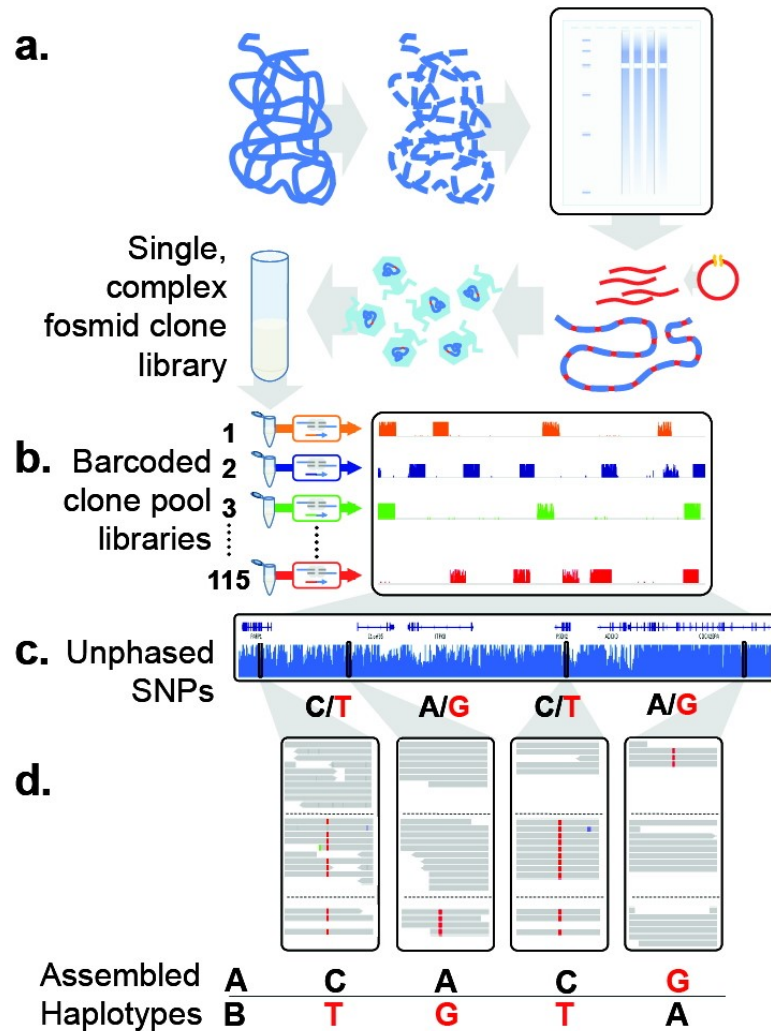 a.
Single,
complex
fosmid clone
library
b.
Barcoded
clone pool
libraries
1
2
3
115
c.
Unphased
SNPs
C/T
A/G
C/T
A/G
d.
Assembled
Haplotypes
A C A C G
B T G T A